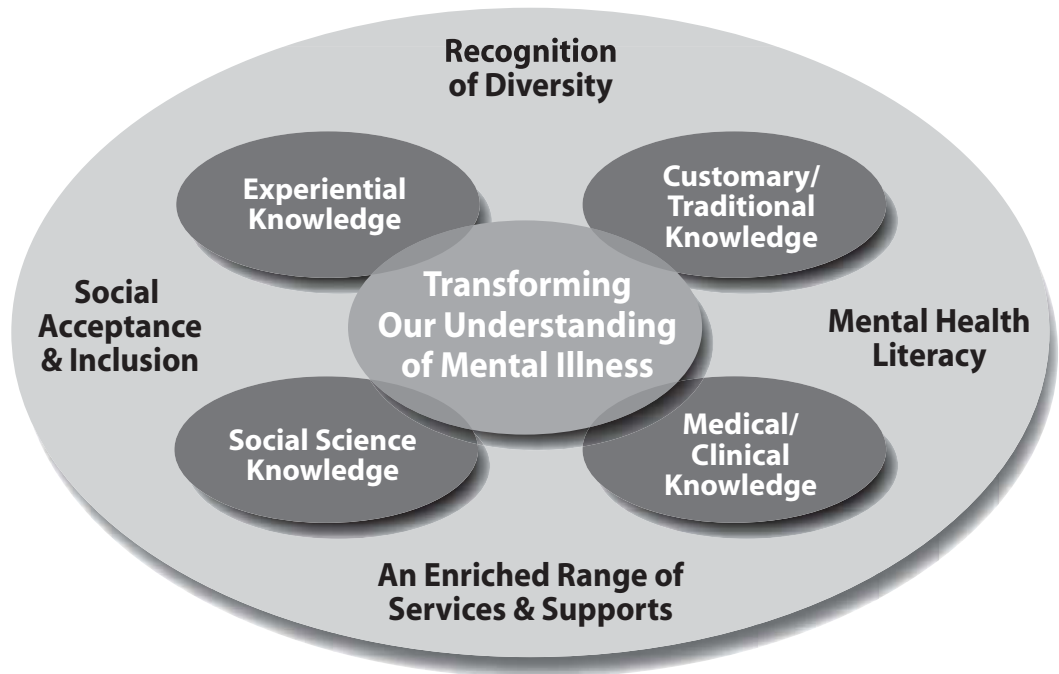 Recognition
of Diversity
Experiential
Knowledge
Customary/
Traditional
Knowledge
Social
Acceptance
& Inclusion
Transforming
Our Understanding
of Mental Illness
Mental Health
Literacy
Social Science
Knowledge
Medical/
Clinical
Knowledge
An Enriched Range of
Services & Supports